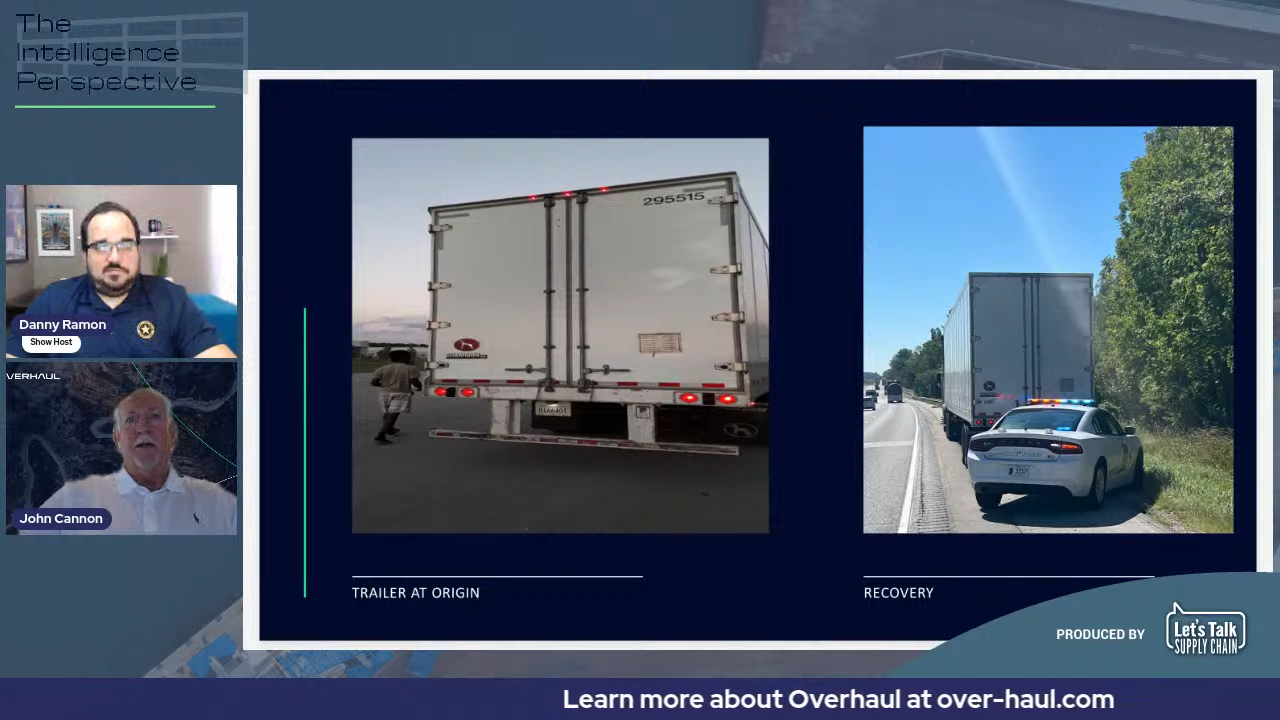 The
Intelligence
Perspective
Danny Ramon
Show Host
VERHAUL
John Cannon
295515
TRAILER AT ORIGIN
RECOVERY
PRODUCED BY
Let's Talk
SUPPLY CHAIN
Learn more about Overhaul at over-haul.com